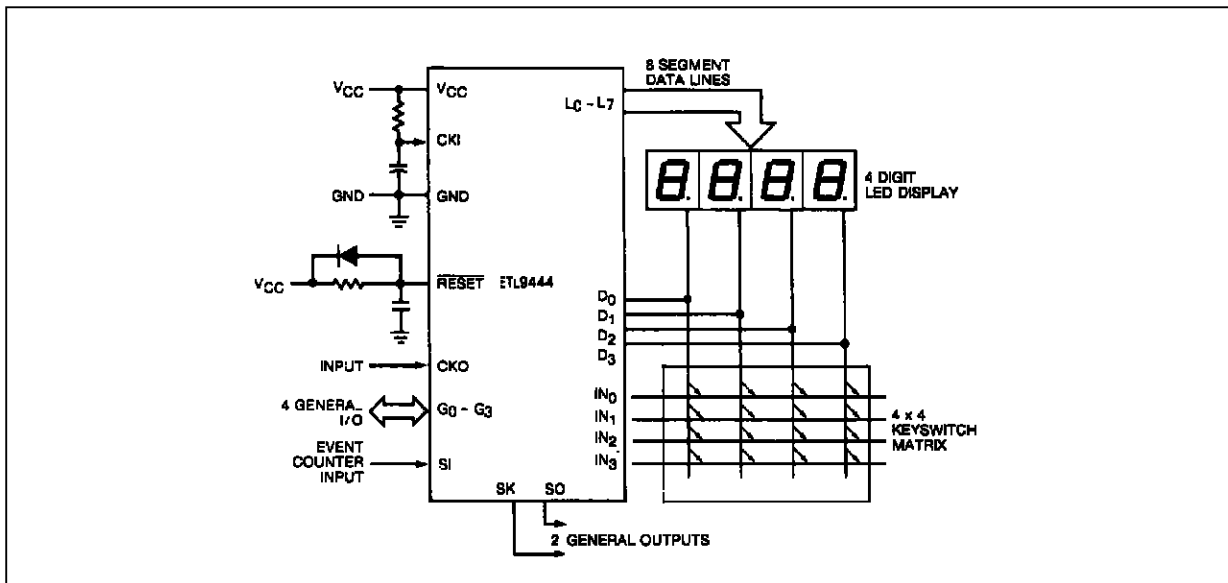 8 SEGMENT
DATA LINES
VCC
VCC
L0 - L7
CKI
GND
GND
4 DIGIT
LED DISPLAY
VCC
RESET
ETL9444
D0
D1
D2
D3
INPUT
CKO
4 GENERA_
I/O
G0 - G3
IN0
IN1
IN2
IN3
4 x 4
KEYSWITCH
MATRIX
EVENT
COUNTER
INPUT
SI
SK
SO
2 GENERAL OUTPUTS